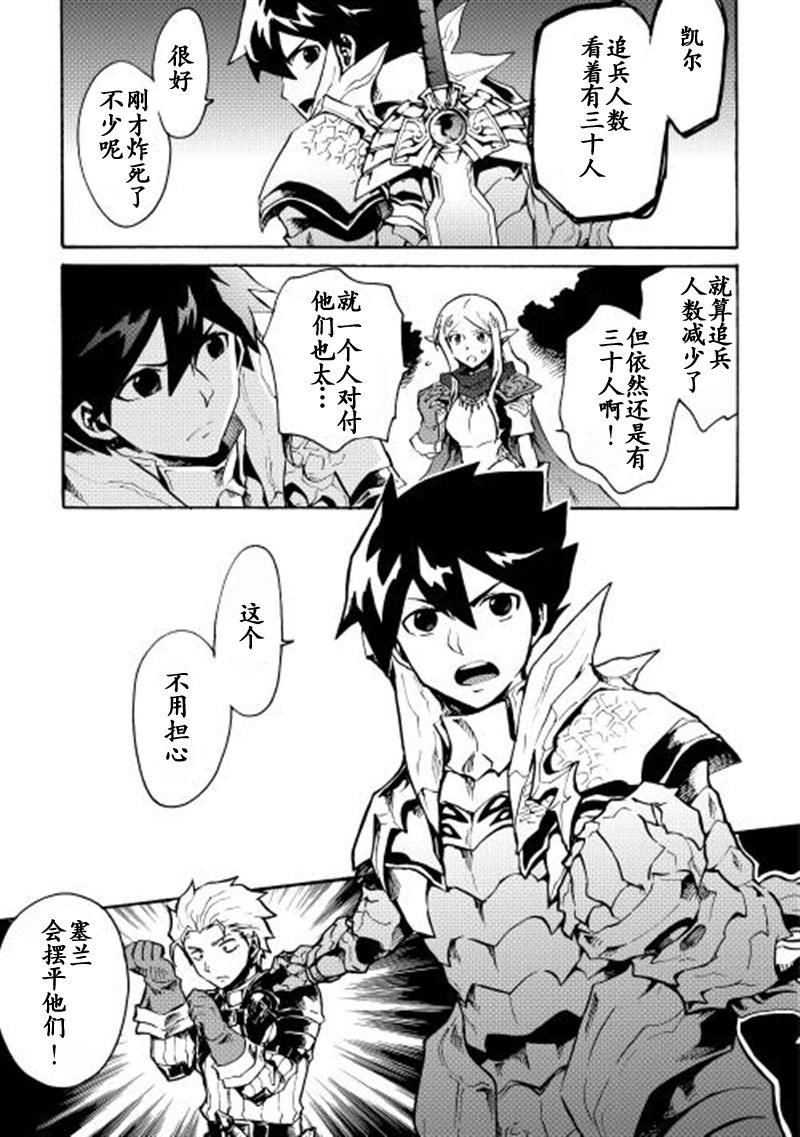 凯尔
追兵人数
看着有三十人
很好
刚才炸死了
不少呢
就算追兵
人数减少了
但依然还是有
三十人啊！
就一个人对付
他们也太…
这个
不用担心
塞兰
会摆平他们！